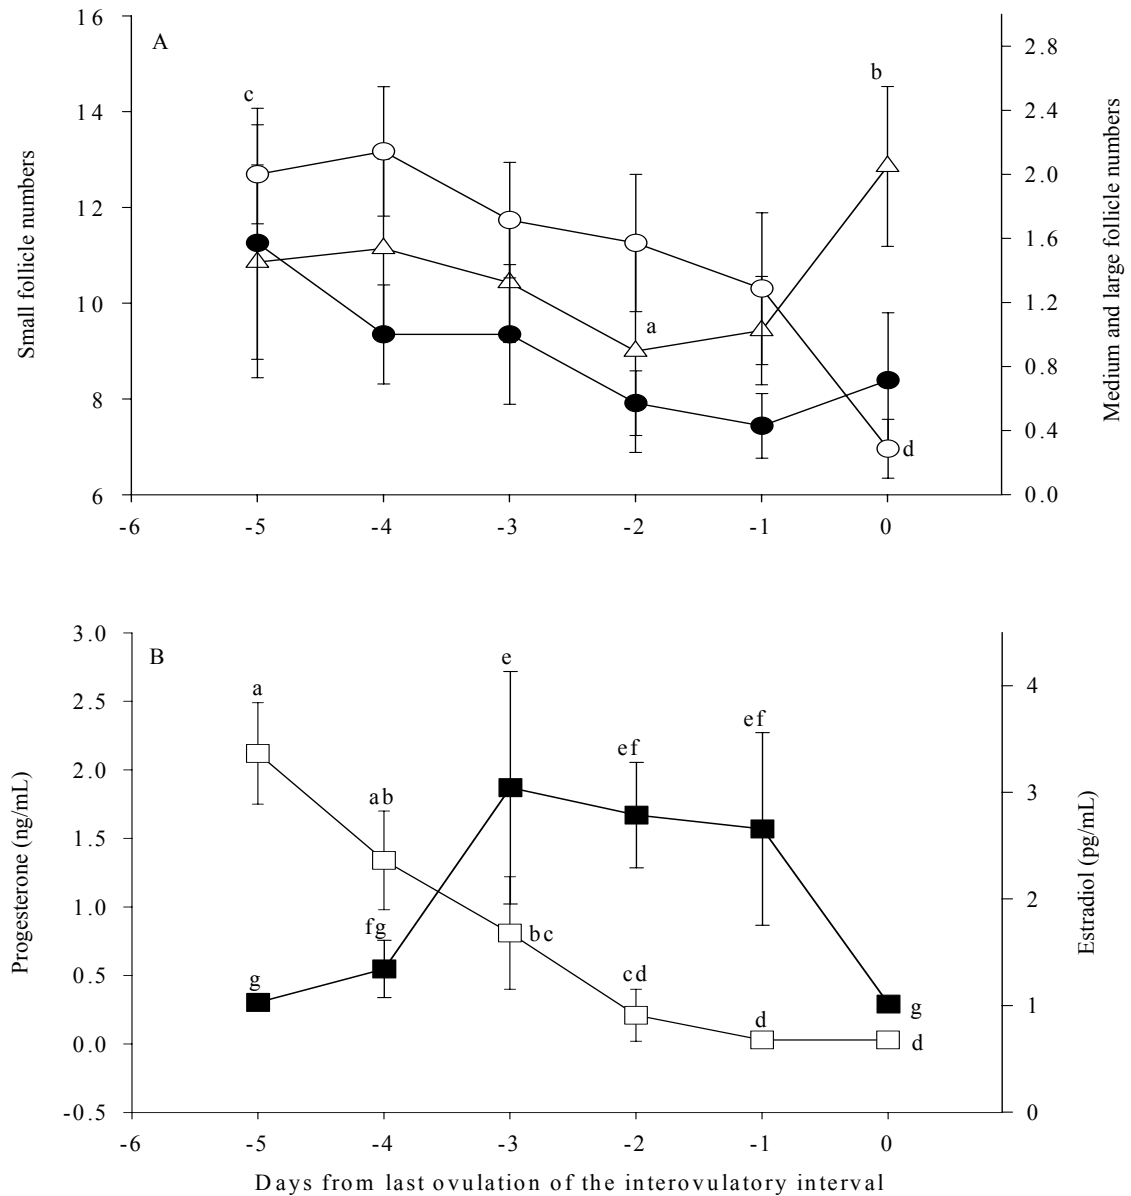 16
14
12
10
8
6
Small follicle numbers
A
c
b
a
d
2.8
2.4
2.0
1.6
1.2
0.8
0.4
0.0
Medium and large follicle numbers
-6 -5 -4 -3 -2 -1 0
3.0
2.5
2.0
1.5
1.0
0.5
0.0
-0.5
Progesterone (ng/mL)
B
a
ab
e
ef
ef
fg
bc
g
cd
d
g
d
4
3
2
1
0
Estradiol (pg/mL)
-6 -5 -4 -3 -2 -1 0
Days from last ovulation of the interovulatory interval